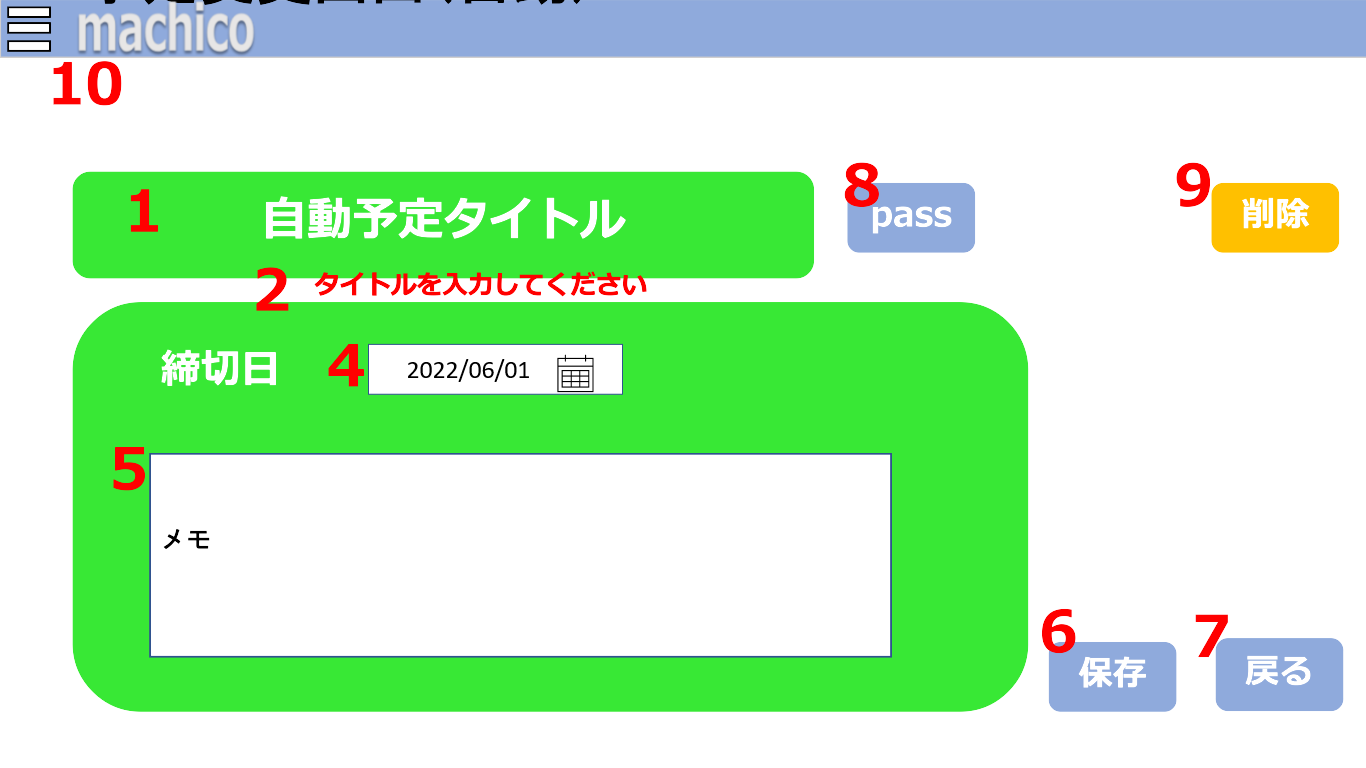 machico
10
1
自動予定タイトル
8
pass
9
削除
2 タイトルを入力してください
締切日
4
2022/06/01
5
メモ
6
保存
7
戻る